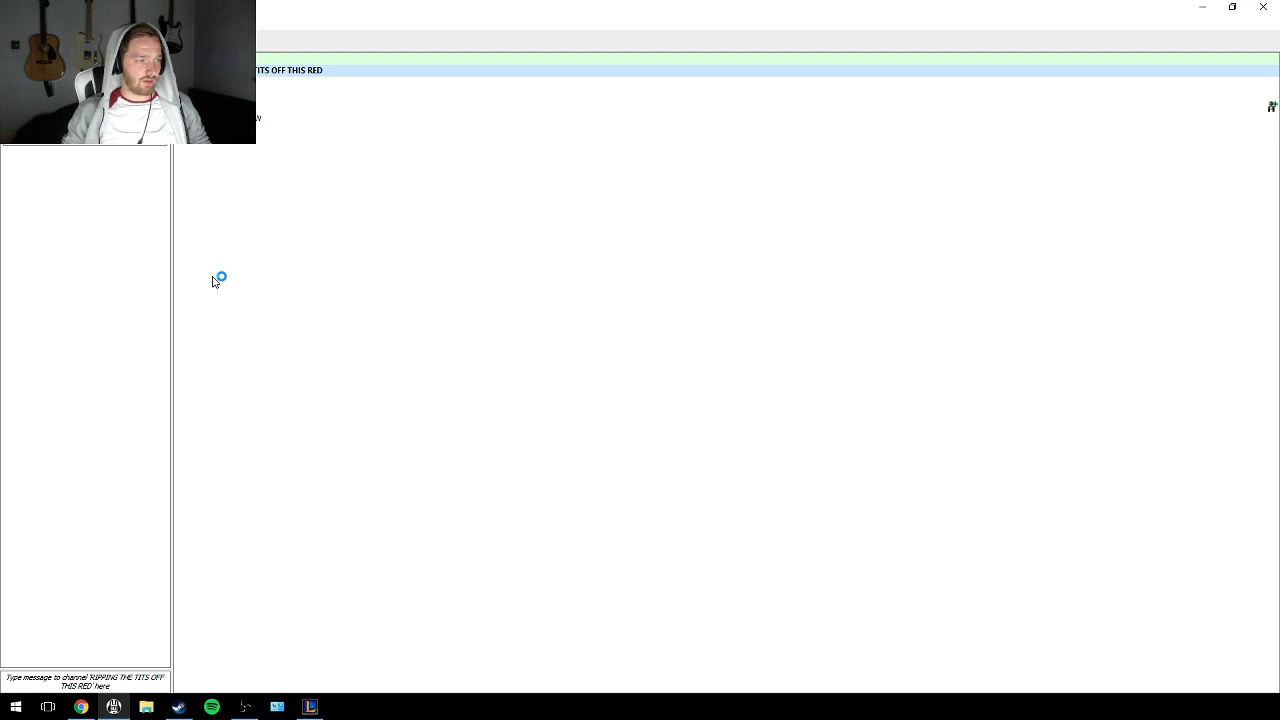 TITS OFF THIS RED
Type message to channel 'RIPPING THE TITS OFF
THIS RED' here